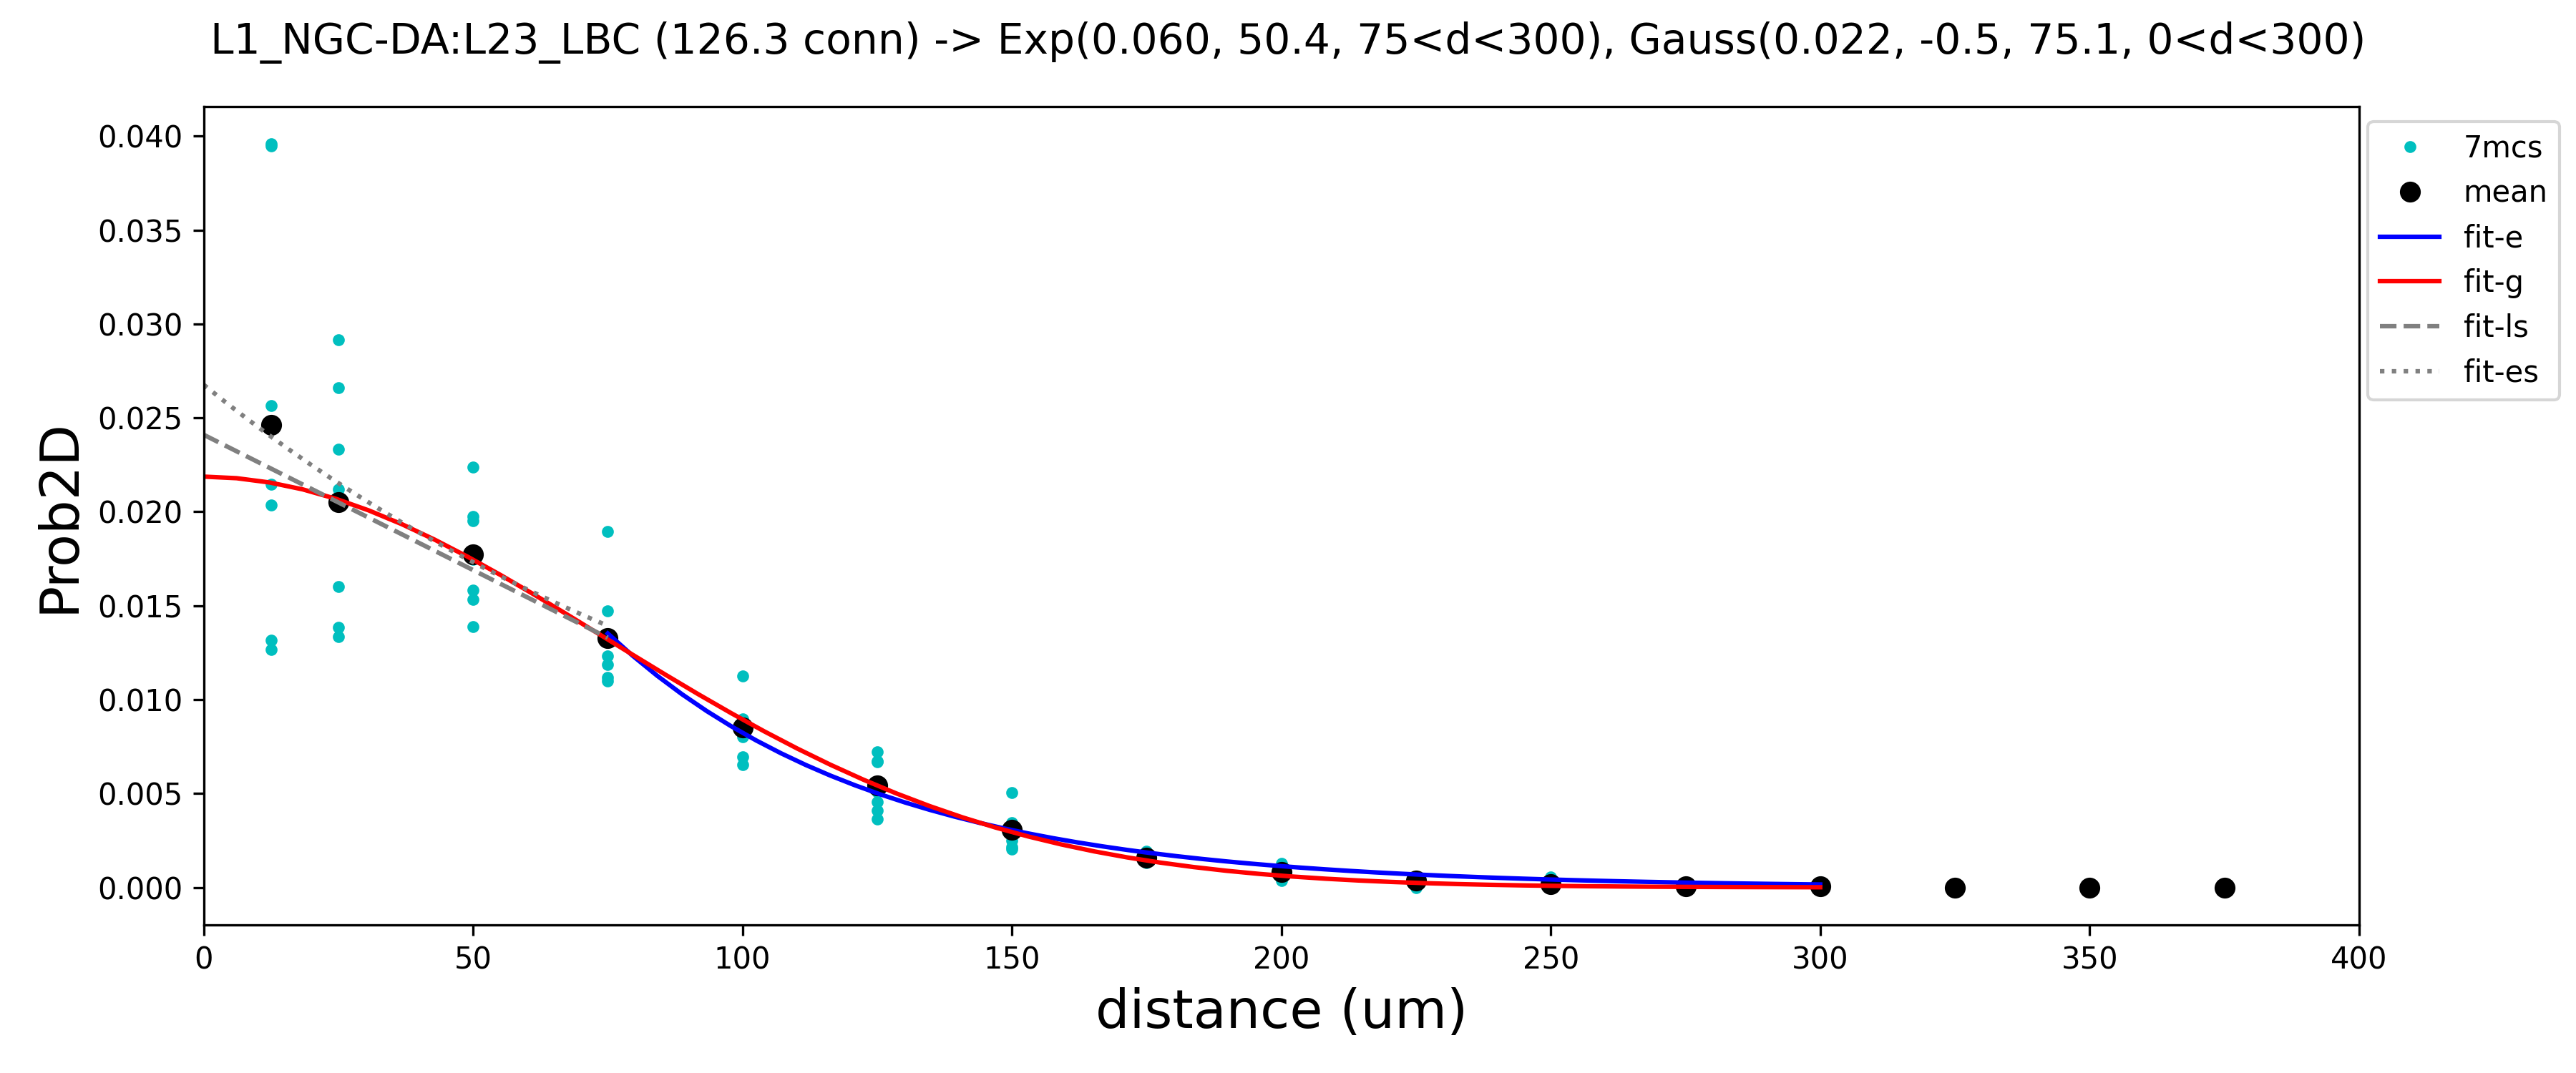 L1_NGC-DA:L23_LBC (126.3 conn) -> Exp(0.060, 50.4, 75<d<300), Gauss(0.022, -0.5, 75.1, 0<d<300)
0.040
0.035
0.030
0.025
0.020
0.015
0.010
0.005
0.000
Prob2D
0 50 100 150 200 250 300 350 400
distance (um)
7mcs
mean
fit-e
fit-g
fit-ls
fit-es